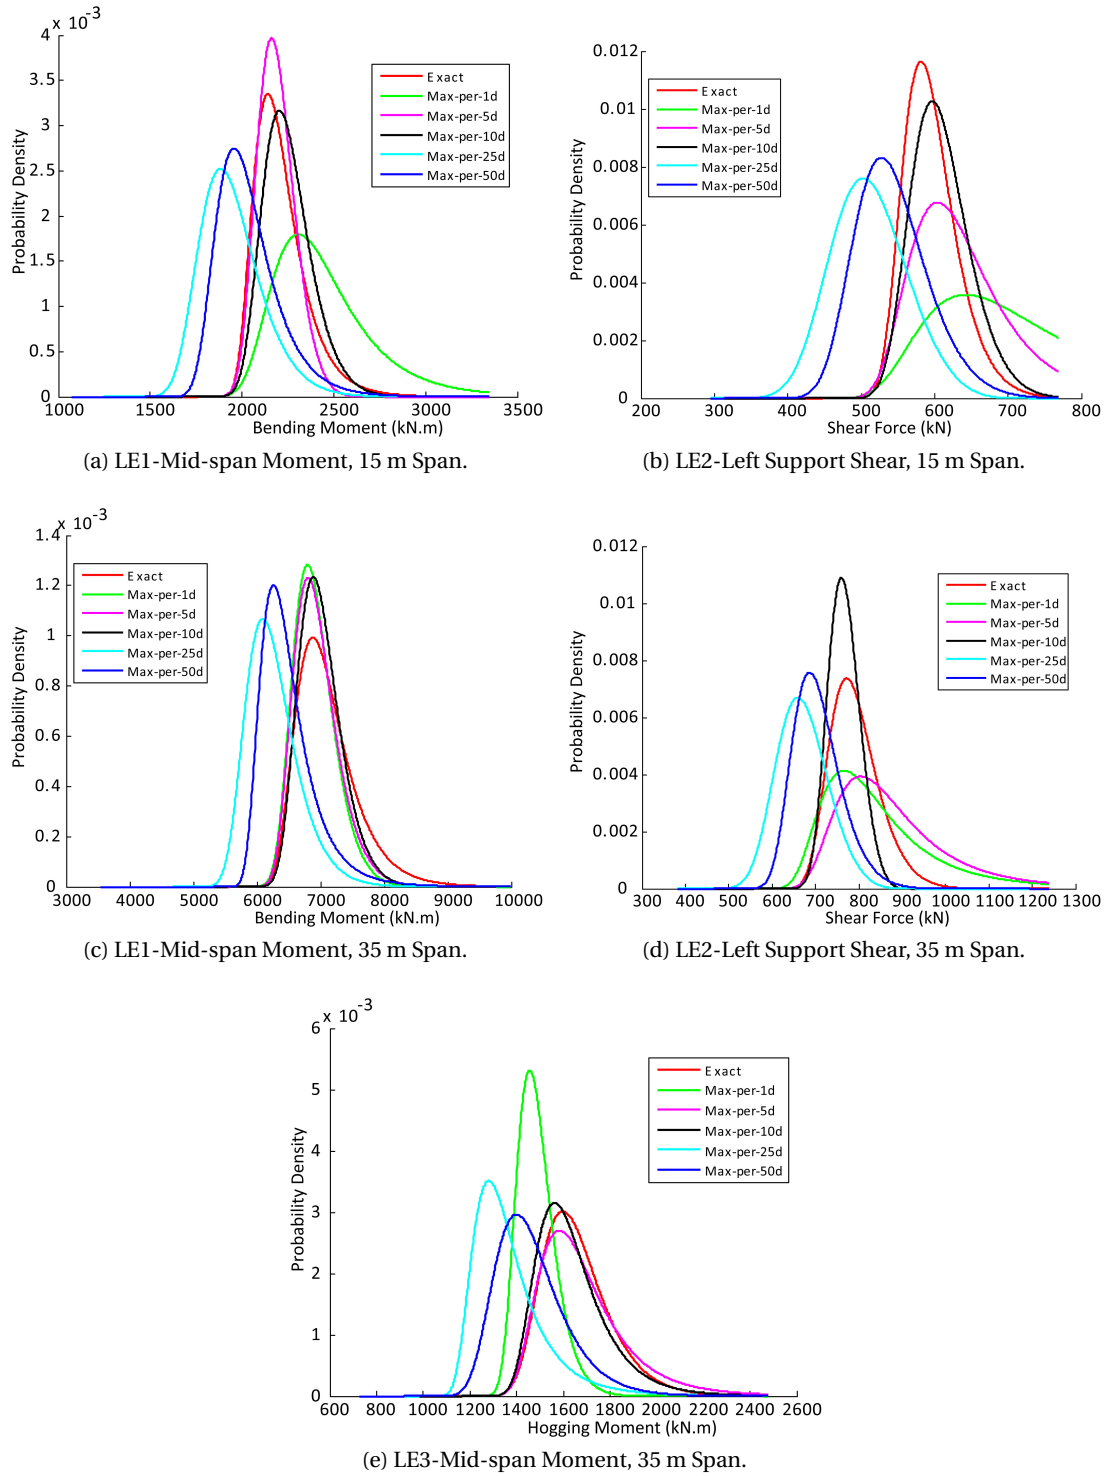 x 10-3
4
3.5
3
2.5
2
1.5
1
0.5
0
Probability Density
Exact
Max-per-1d
Max-per-5d
Max-per-10d
Max-per-25d
Max-per-50d
1000 1500 2000 2500 3000 3500
Bending Moment (kN.m)
(a) LE1-Mid-span Moment, 15 m Span.
0.012
0.01
0.008
0.006
0.004
0.002
0
Probability Density
Exact
Max-per-1d
Max-per-5d
Max-per-10d
Max-per-25d
Max-per-50d
200 300 400 500 600 700 800
Shear Force (kN)
(b) LE2-Left Support Shear, 15 m Span.
x 10-3
1.4
1.2
1
0.8
0.6
0.4
0.2
0
Probability Density
Exact
Max-per-1d
Max-per-5d
Max-per-10d
Max-per-25d
Max-per-50d
3000 4000 5000 6000 7000 8000 9000 10000
Bending Moment (kN.m)
(c) LE1-Mid-span Moment, 35 m Span.
0.012
0.01
0.008
0.006
0.004
0.002
0
Probability Density
Exact
Max-per-1d
Max-per-5d
Max-per-10d
Max-per-25d
Max-per-50d
300 400 500 600 700 800 900 1000 1100 1200 1300
Shear Force (kN)
(d) LE2-Left Support Shear, 35 m Span.
x 10-3
6
5
4
3
2
1
0
Probability Density
Exact
Max-per-1d
Max-per-5d
Max-per-10d
Max-per-25d
Max-per-50d
600 800 1000 1200 1400 1600 1800 2000 2200 2400 2600
Hogging Moment (kN.m)
(e) LE3-Mid-span Moment, 35 m Span.